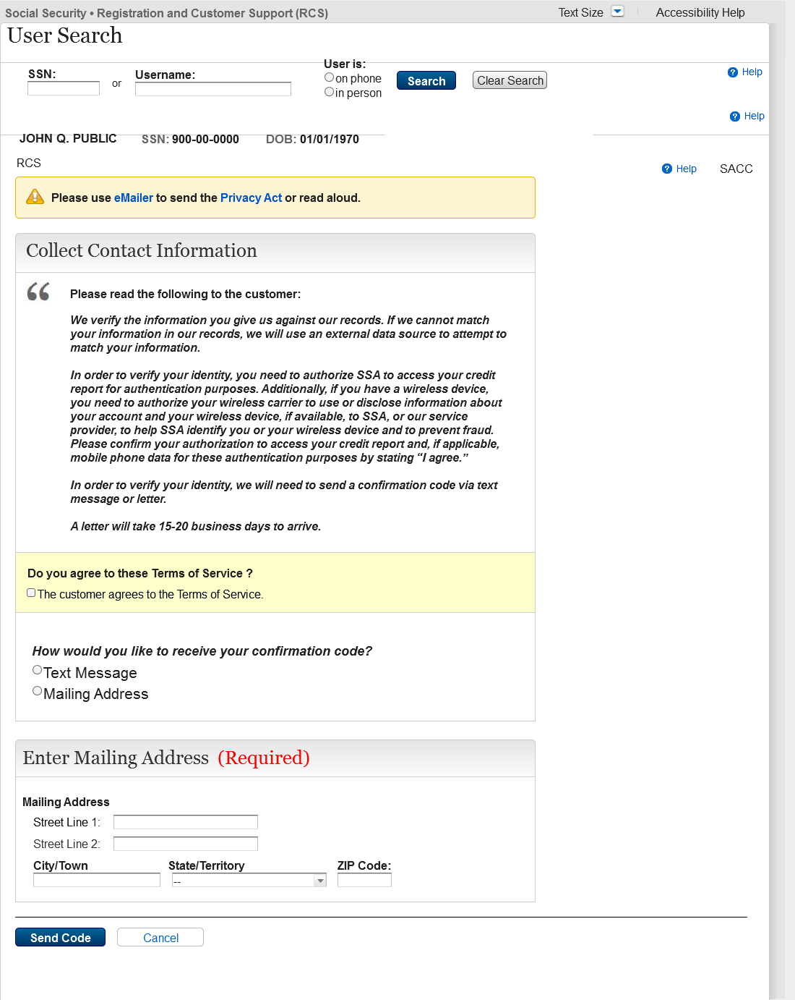 Social Security • Registration and Customer Support (RCS)
Text Size
Accessibility Help
User Search
SSN:
or
Username:
User is:
on phone
in person
Search
Clear Search
Help
Help
JOHN Q. PUBLIC SSN: 900-00-0000 DOB: 01/01/1970
RCS
Help
SACC
Please use eMailer to send the Privacy Act or read aloud.
Collect Contact Information
“
Please read the following to the customer:
We verify the information you give us against our records. If we cannot match
your information in our records, we will use an external data source to attempt to
match your information.
In order to verify your identity, you need to authorize SSA to access your credit
report for authentication purposes. Additionally, if you have a wireless device,
you need to authorize your wireless carrier to use or disclose information about
your account and your wireless device, if available, to SSA, or our service
provider, to help SSA identify you or your wireless device and to prevent fraud.
Please confirm your authorization to access your credit report and, if applicable,
mobile phone data for these authentication purposes by stating “I agree.”
In order to verify your identity, we will need to send a confirmation code via text
message or letter.
A letter will take 15-20 business days to arrive.
Do you agree to these Terms of Service ?
The customer agrees to the Terms of Service.
How would you like to receive your confirmation code?
Text Message
Mailing Address
Enter Mailing Address (Required)
Mailing Address
Street Line 1:
Street Line 2:
City/Town State/Territory ZIP Code:
--
Send Code
Cancel